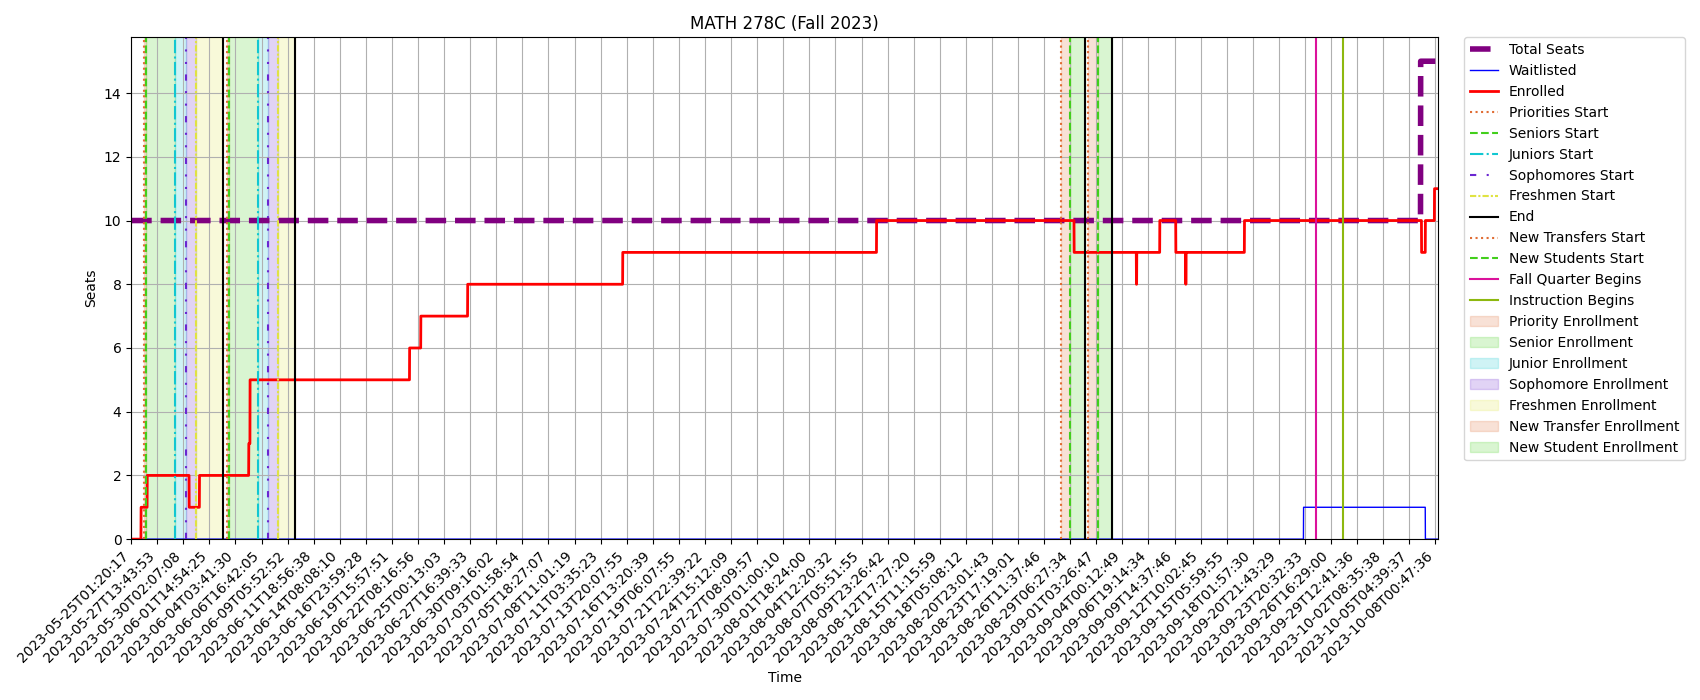 MATH 278C (Fall 2023)
Seats
14
12
10
8
6
4
2
0
2023-05-25T01:20:17
2023-05-27T13:43:53
2023-05-30T02:07:08
2023-06-01T14:54:25
2023-06-04T03:41:30
2023-06-06T16:42:05
2023-06-09T05:52:52
2023-06-11T18:56:38
2023-06-14T08:08:10
2023-06-16T23:59:28
2023-06-19T15:57:51
2023-06-22T08:16:56
2023-06-25T00:13:03
2023-06-27T16:39:33
2023-06-30T09:16:02
2023-07-03T01:58:54
2023-07-05T18:27:07
2023-07-08T11:01:19
2023-07-11T03:35:23
2023-07-13T20:07:55
2023-07-16T13:20:39
2023-07-19T06:07:55
2023-07-21T22:39:22
2023-07-24T15:12:09
2023-07-27T08:09:57
2023-07-30T01:00:10
2023-08-01T18:24:00
2023-08-04T12:20:32
2023-08-07T05:51:55
2023-08-09T23:26:42
2023-08-12T17:27:20
2023-08-15T11:15:59
2023-08-18T05:08:12
2023-08-20T23:01:43
2023-08-23T17:19:01
2023-08-26T11:37:46
2023-08-29T06:27:34
2023-09-01T03:26:47
2023-09-04T00:12:49
2023-09-06T19:14:34
2023-09-09T14:37:46
2023-09-12T10:02:45
2023-09-15T05:59:55
2023-09-18T01:57:30
2023-09-20T21:43:29
2023-09-23T20:32:33
2023-09-26T16:29:00
2023-09-29T12:41:36
2023-10-02T08:35:38
2023-10-05T04:39:37
2023-10-08T00:47:36
Time
Total Seats
Waitlisted
Enrolled
Priorities Start
Seniors Start
Juniors Start
Sophomores Start
Freshmen Start
End
New Transfers Start
New Students Start
Fall Quarter Begins
Instruction Begins
Priority Enrollment
Senior Enrollment
Junior Enrollment
Sophomore Enrollment
Freshmen Enrollment
New Transfer Enrollment
New Student Enrollment